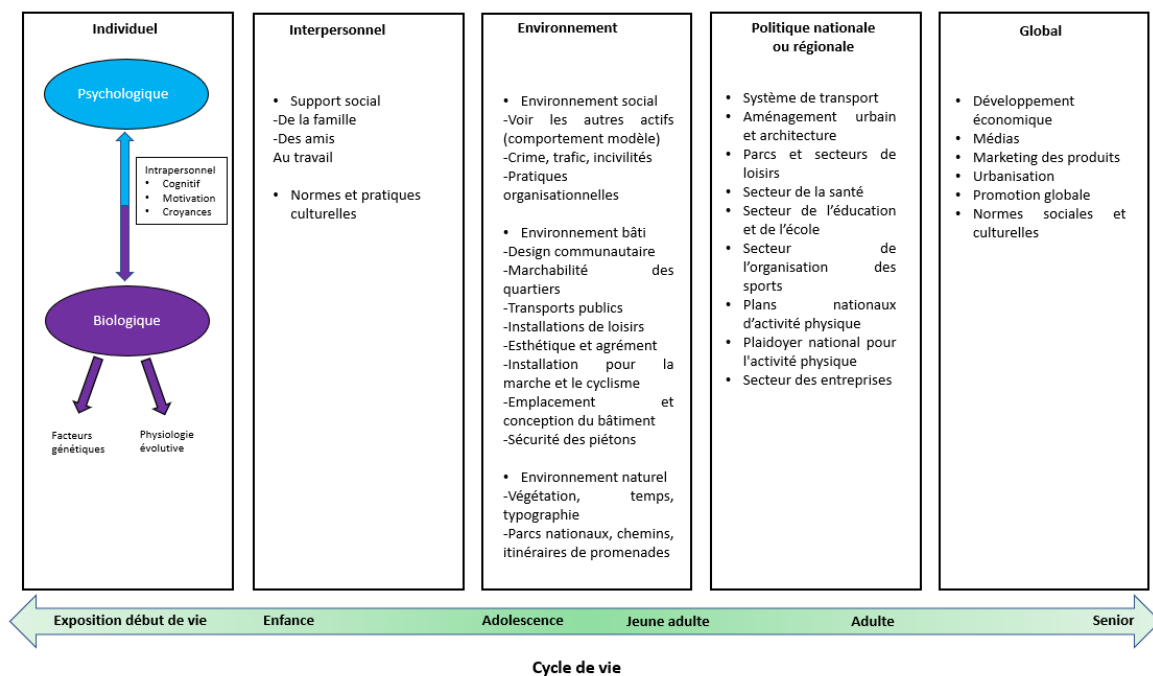 Individuel
Psychologique
Intrapersonnel
• Cognitif
• Motivation
• Croyances
Biologique
Facteurs
génétiques
Physiologie
évolutive
Interpersonnel
• Support social
-De la famille
-Des amis
Au travail
• Normes et pratiques
culturelles
Environnement
• Environnement social
-Voir les autres actifs
(comportement modèle)
-Crime, trafic, incivilités
-Pratiques
organisationnelles
• Environnement bâti
-Design communautaire
-Marchabilité des
quartiers
-Transports publics
-Installations de loisirs
-Esthétique et agrément
-Installation pour la
marche et le cyclisme
-Emplacement et
conception du bâtiment
-Sécurité des piétons
• Environnement naturel
-Végétation, temps,
typographie
-Parcs nationaux, chemins,
itinéraires de promenades
Politique nationale
ou régionale
• Système de transport
• Aménagement urbain
et architecture
• Parcs et secteurs de
loisirs
• Secteur de la santé
• Secteur de l’éducation
et de l’école
• Secteur de
l’organisation des
sports
• Plans nationaux
d’activité physique
• Plaidoyer national pour
l'activité physique
• Secteur des entreprises
Global
• Développement
économique
• Médias
• Marketing des produits
• Urbanisation
• Promotion globale
• Normes sociales et
culturelles
Exposition début de vie
Enfance
Adolescence
Jeune adulte
Adulte
Senior
Cycle de vie